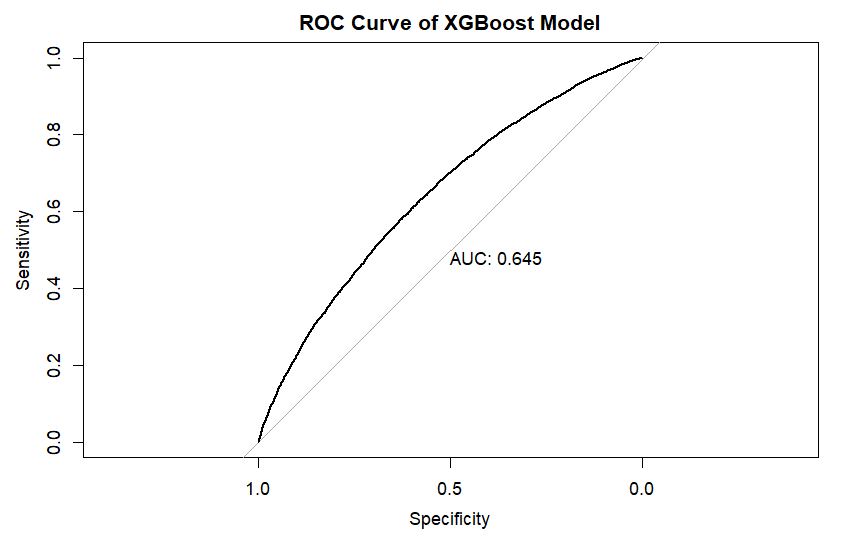 ROC Curve of XGBoost Model
1.0
0.8
0.6
0.4
0.2
0.0
Sensitivity
AUC: 0.645
1.0 0.5 0.0
Specificity